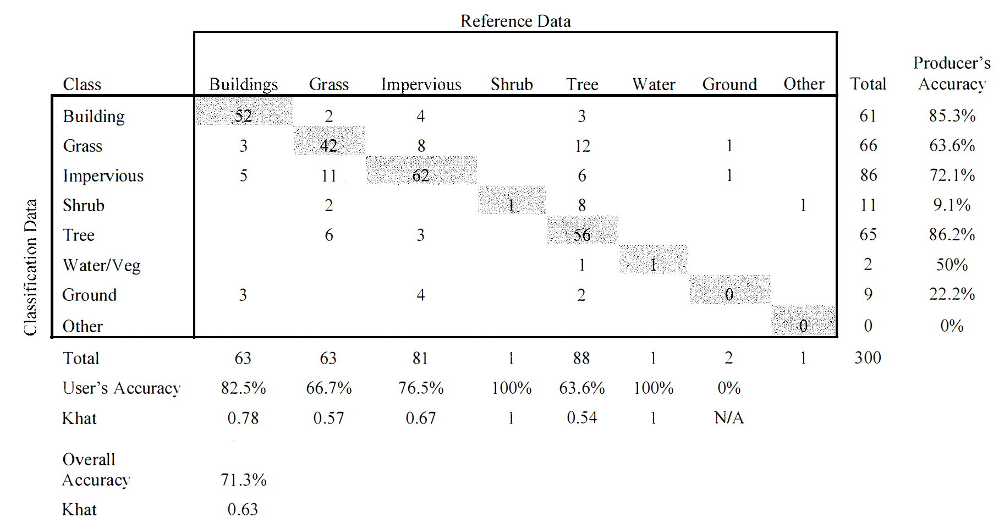 Reference Data
Class Buildings Grass Impervious Shrub Tree Water Ground Other Total Producer's Accuracy
Building 52 2 4 3 61 85.3%
Grass 3 42 8 12 1 66 63.6%
Impervious 5 11 62 6 1 86 72.1%
Shrub 2 1 8 1 11 9.1%
Tree 6 3 56 65 86.2%
Water/Veg 1 1 2 50%
Ground 3 4 2 0 9 22.2%
Other 0 0 0%
Total 63 63 81 1 88 1 2 1 300
User's Accuracy 82.5% 66.7% 76.5% 100% 63.6% 100% 0%
Khat 0.78 0.57 0.67 1 0.54 1 N/A
Overall
Accuracy 71.3%
Khat 0.63
Classification Data